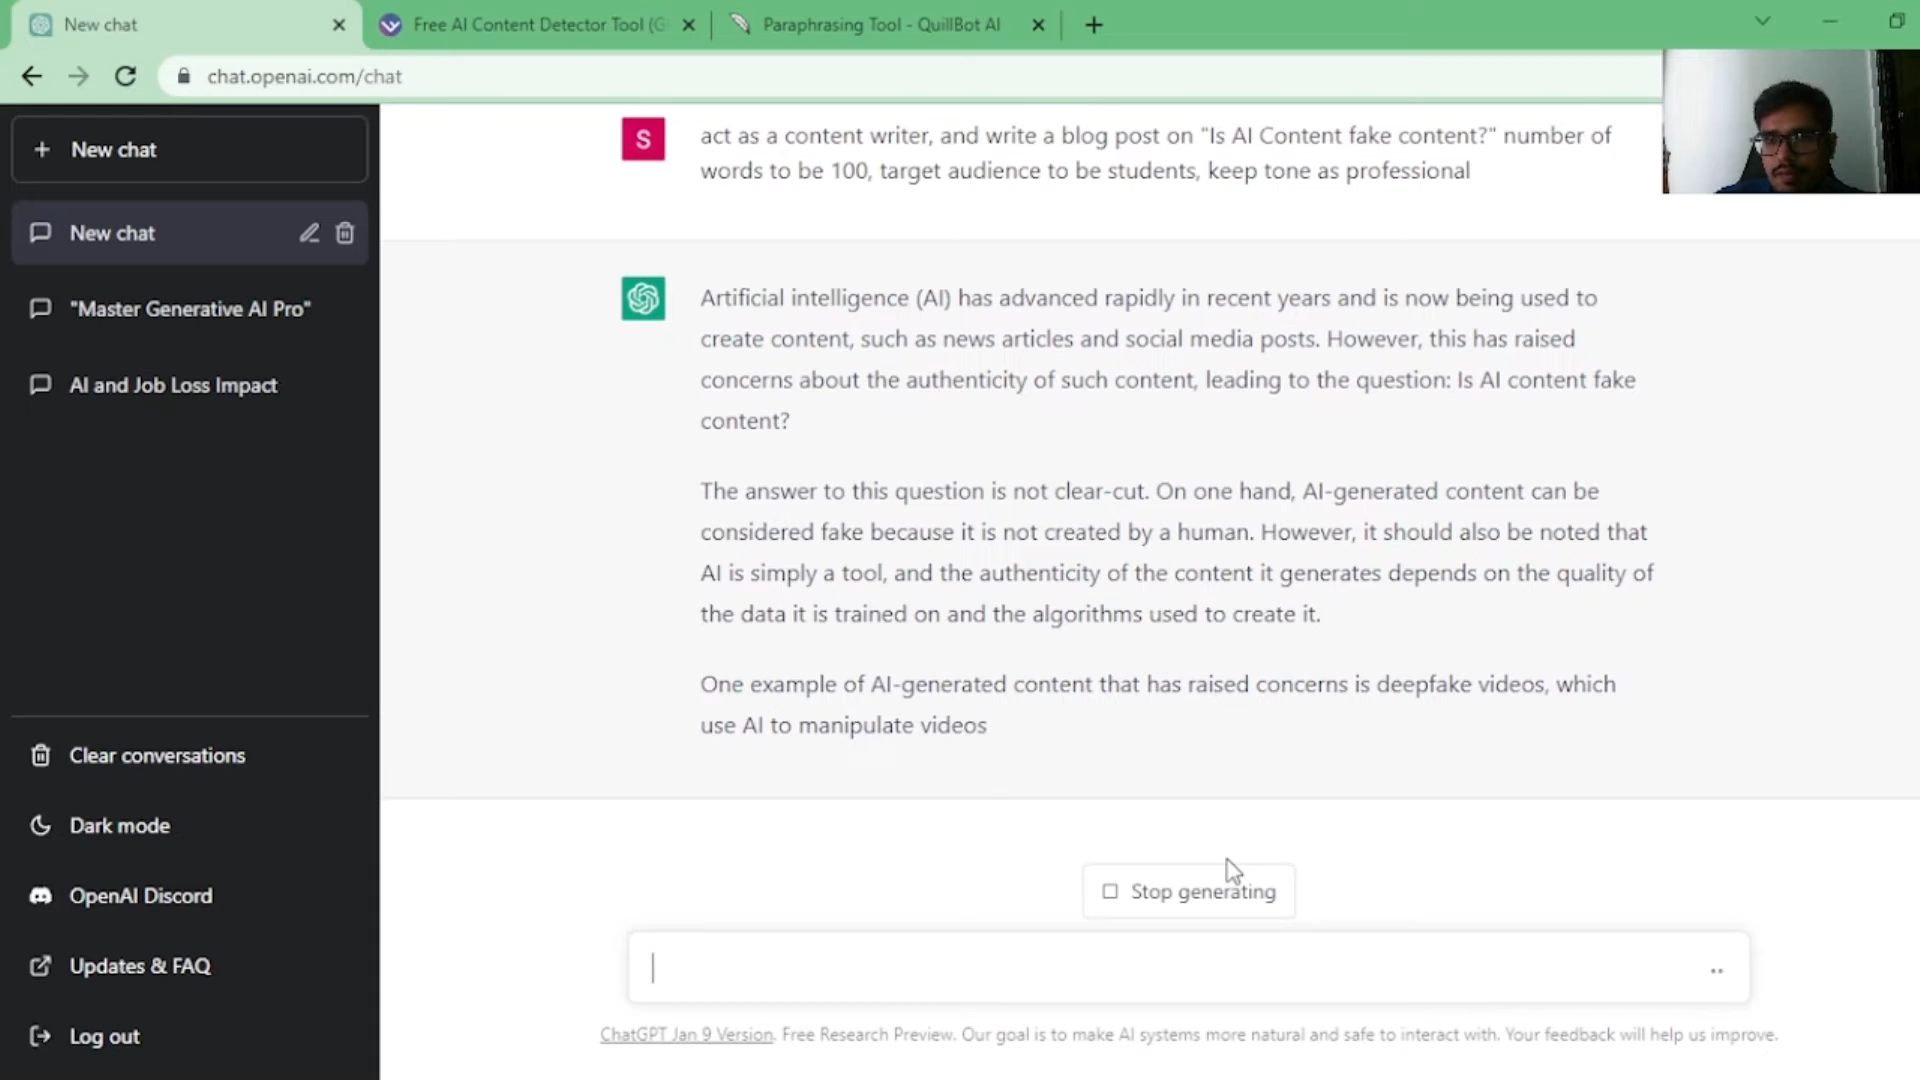 New chat
Free AI Content Detector Tool (G
Paraphrasing Tool - QuillBot AI
chat.openai.com/chat
New chat
New chat
"Master Generative AI Pro"
AI and Job Loss Impact
Clear conversations
Dark mode
OpenAI Discord
Updates & FAQ
Log out
S
act as a content writer, and write a blog post on "Is AI Content fake content?" number of
words to be 100, target audience to be students, keep tone as professional
Artificial intelligence (AI) has advanced rapidly in recent years and is now being used to
create content, such as news articles and social media posts. However, this has raised
concerns about the authenticity of such content, leading to the question: Is AI content fake
content?
The answer to this question is not clear-cut. On one hand, AI-generated content can be
considered fake because it is not created by a human. However, it should also be noted that
AI is simply a tool, and the authenticity of the content it generates depends on the quality of
the data it is trained on and the algorithms used to create it.
One example of AI-generated content that has raised concerns is deepfake videos, which
use AI to manipulate videos
Stop generating
ChatGPT Jan 9 Version. Free Research Preview. Our goal is to make AI systems more natural and safe to interact with. Your feedback will help us improve.